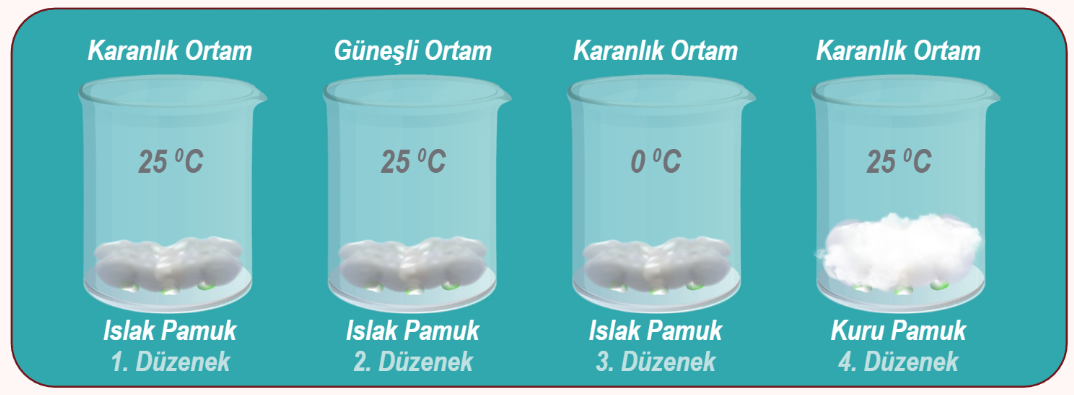 Karanlık Ortam
Güneşli Ortam
Karanlık Ortam
Karanlık Ortam
25 ⁰C
25 ⁰C
0 ⁰C
25 ⁰C
Islak Pamuk
Islak Pamuk
Islak Pamuk
Kuru Pamuk
1. Düzenek
2. Düzenek
3. Düzenek
4. Düzenek